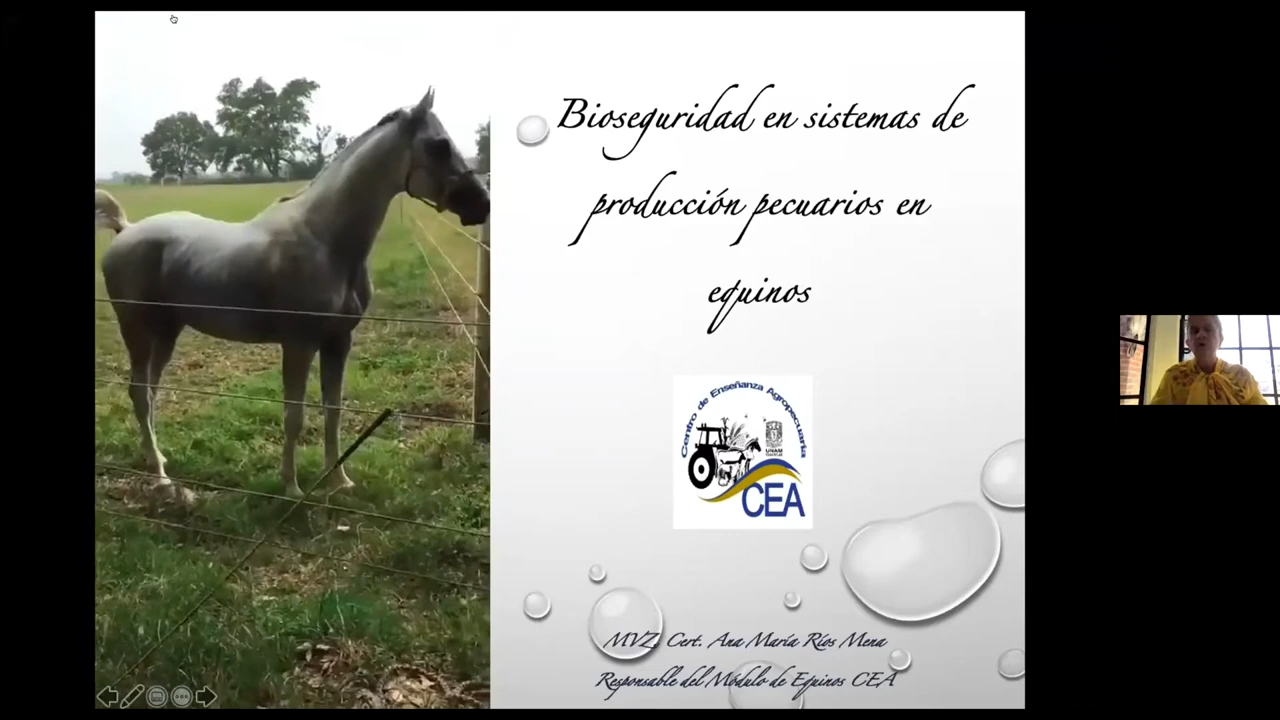 Bioseguridad en sistemas de
producción pecuarios en
equinos
Centro de Enseñanza Agropecuaria
UNAM
CEA
MVZ. Cert. Ana María Ríos Mena
Responsable del Módulo de Equinos CEA